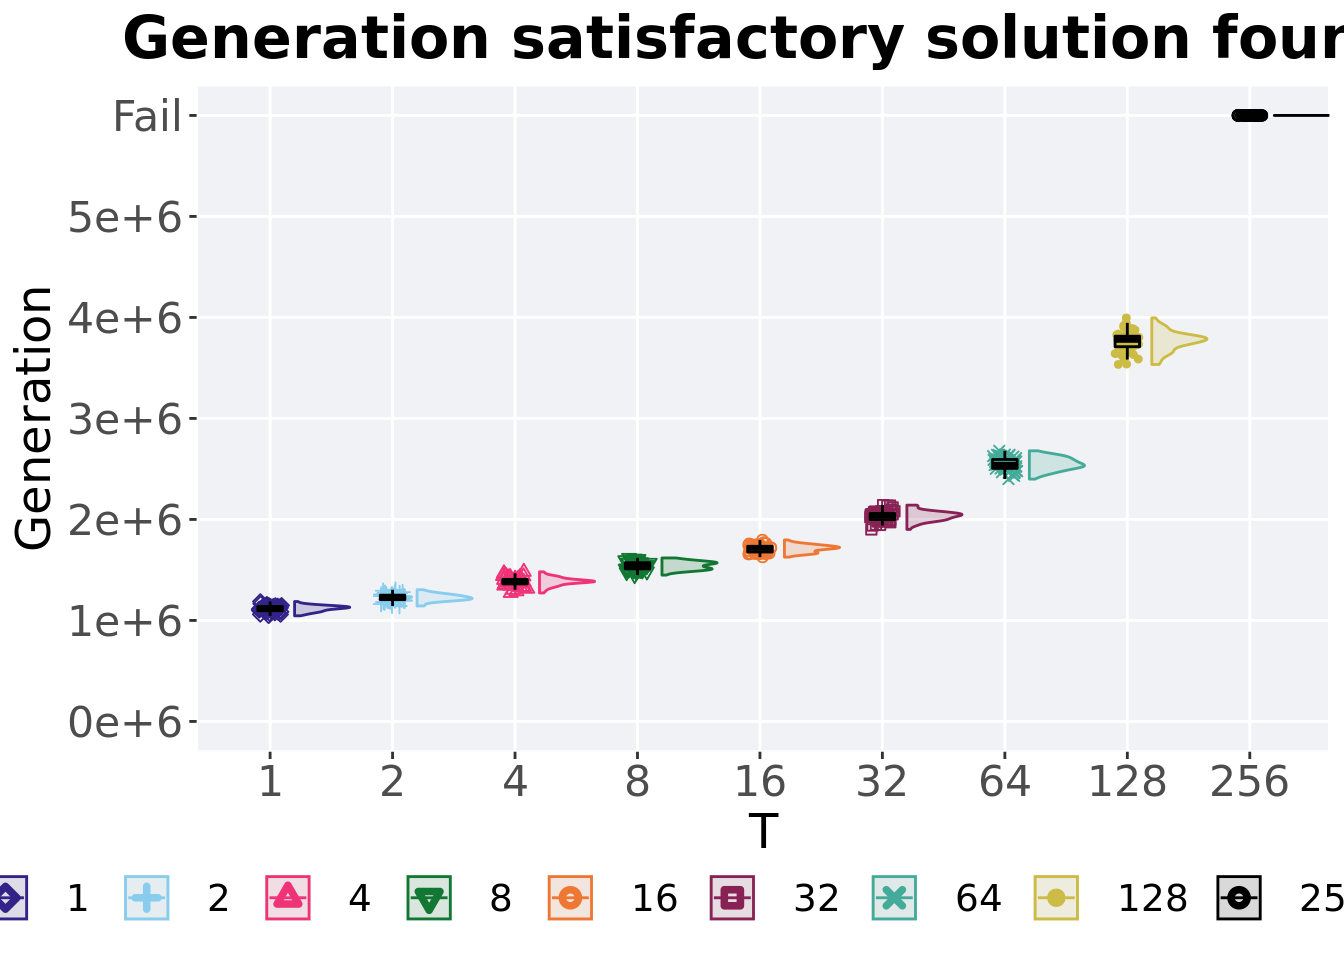 Generation satisfactory solution four
Fail
5e+6
4e+6
3e+6
2e+6
1e+6
0e+6
Generation
1 2 4 8 16 32 64 128 256
T
1 2 4 8 16 32 64 128 25